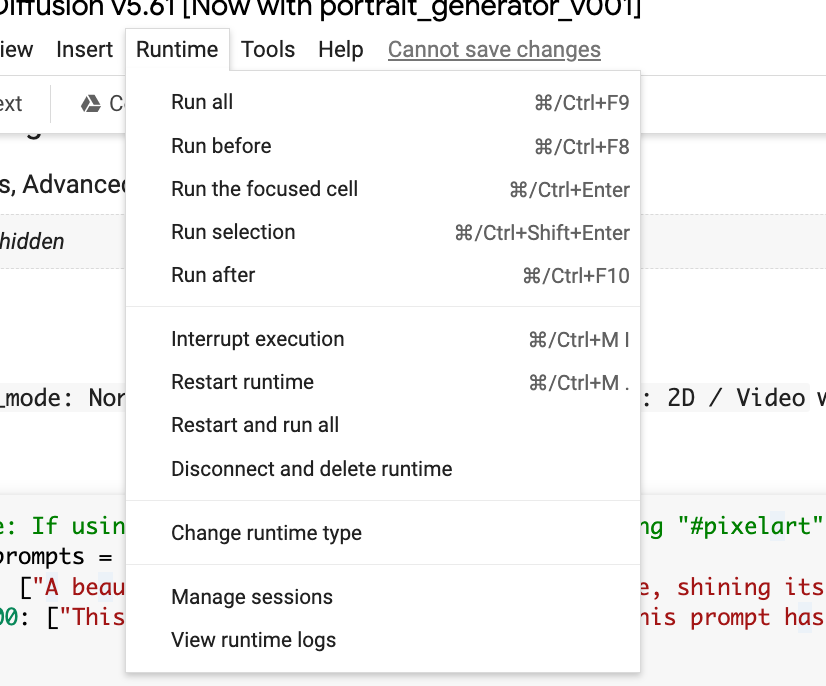 Diffusion v5.61 [Now with portrait_generator_v001]
iew Insert Runtime Tools Help Cannot save changes
ext C
Run all ⌘/Ctrl+F9
Run before ⌘/Ctrl+F8
s, Advanced
Run the focused cell ⌘/Ctrl+Enter
Run selection ⌘/Ctrl+Shift+Enter
hidden
Run after ⌘/Ctrl+F10
Interrupt execution ⌘/Ctrl+M I
Restart runtime ⌘/Ctrl+M .
_mode: Nor : 2D / Video w
Restart and run all
Disconnect and delete runtime
e: If usin ng "#pixelart"
Change runtime type
prompts =
["A beau e, shining its
Manage sessions
00: ["This his prompt has
View runtime logs